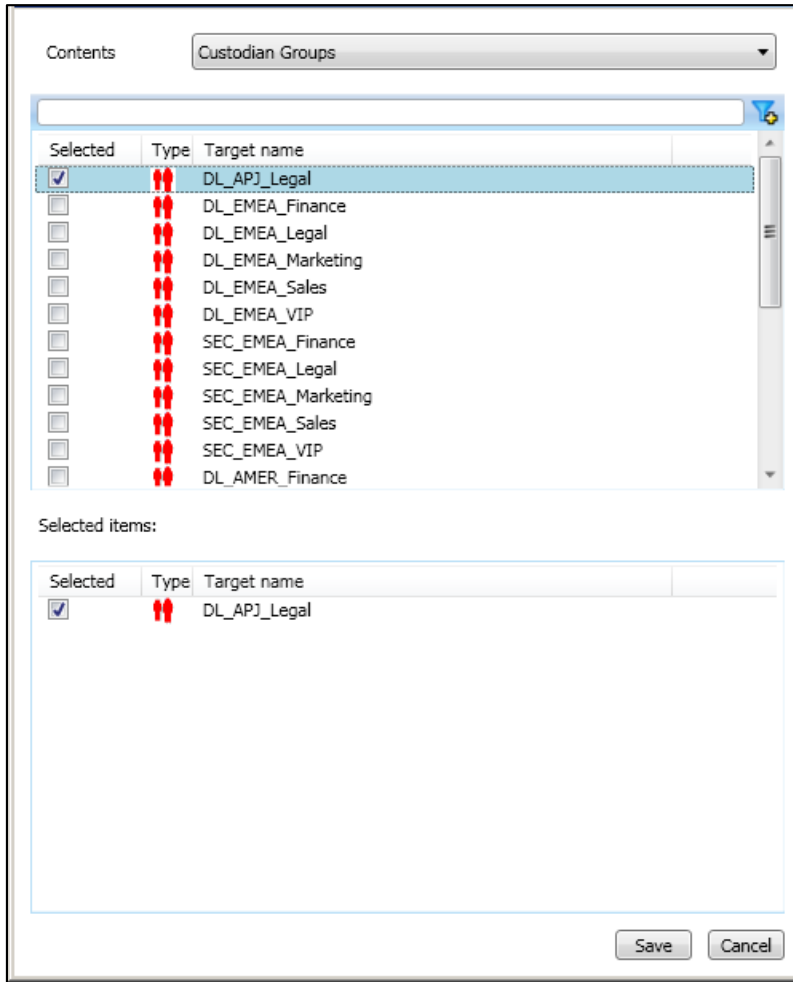 Contents Custodian Groups
Selected Type Target name
DL_APJ_Legal
DL_EMEA_Finance
DL_EMEA_Legal
DL_EMEA_Marketing
DL_EMEA_Sales
DL_EMEA_VIP
SEC_EMEA_Finance
SEC_EMEA_Legal
SEC_EMEA_Marketing
SEC_EMEA_Sales
SEC_EMEA_VIP
DL_AMER_Finance
Selected items:
Selected Type Target name
DL_APJ_Legal
Save Cancel